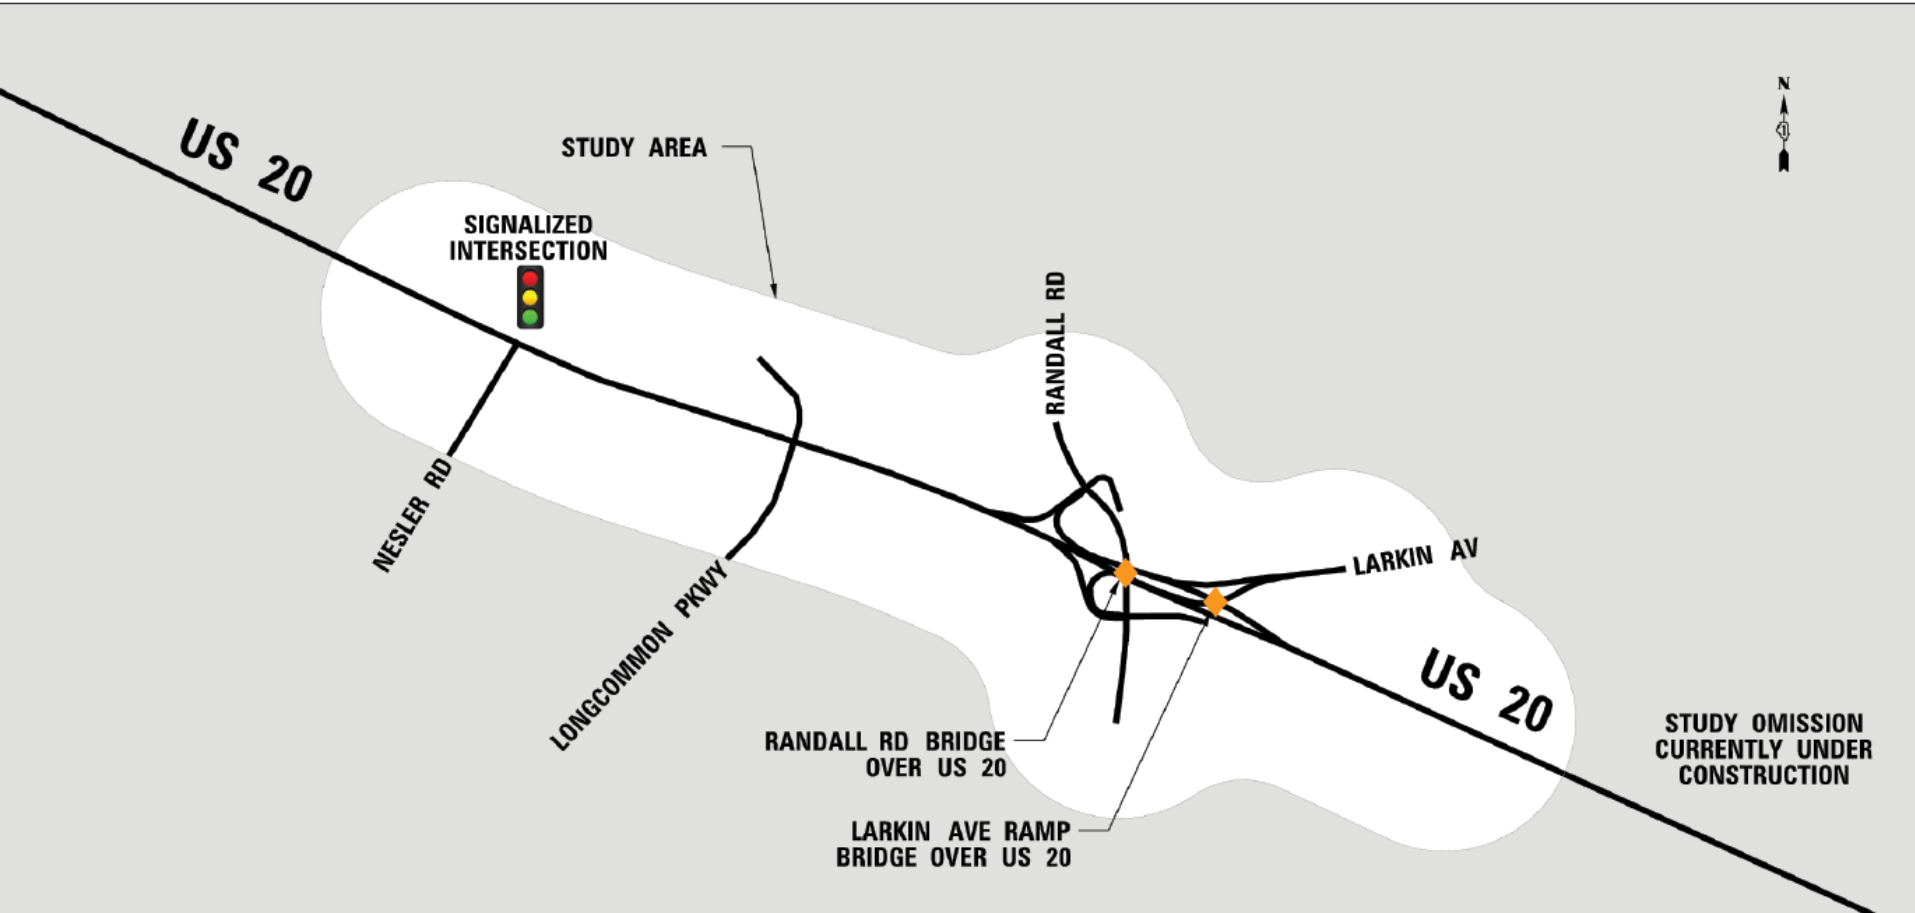 N
US 20
STUDY AREA
SIGNALIZED
INTERSECTION
RANDALL RD
NESLER RD
LARKIN AV
LONGCOMMON PKWY
US 20
RANDALL RD BRIDGE
OVER US 20
STUDY OMISSION
CURRENTLY UNDER
CONSTRUCTION
LARKIN AVE RAMP
BRIDGE OVER US 20